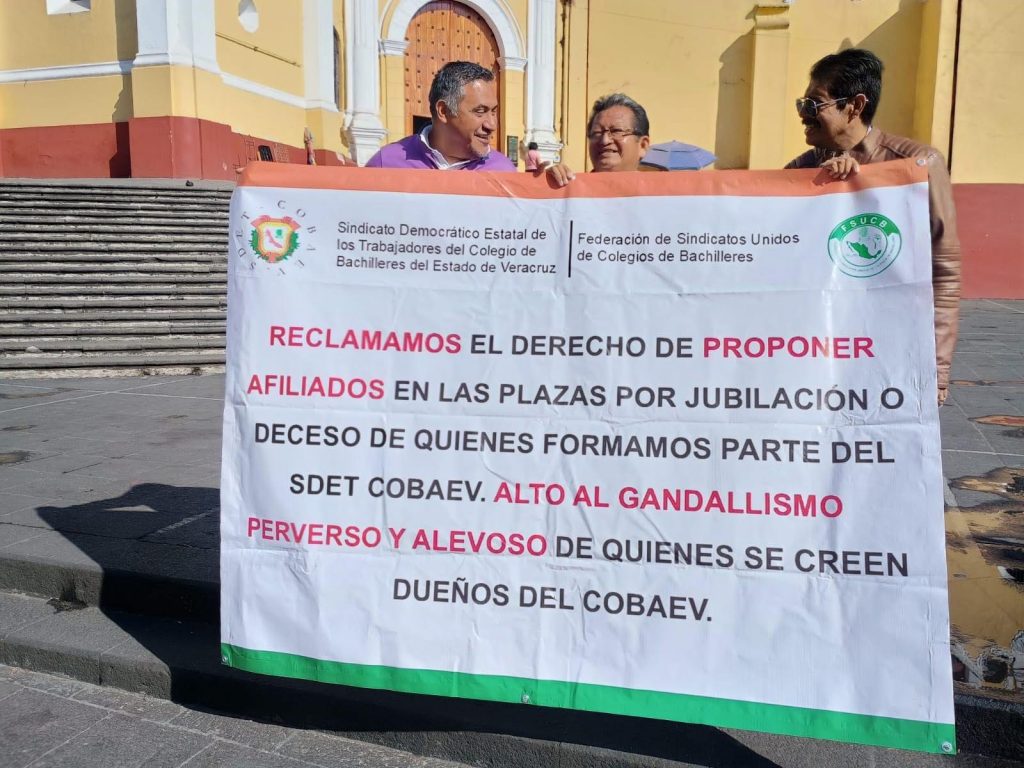 SDET COBAEV
Sindicato Democrático Estatal de
los Trabajadores del Colegio de
Bachilleres del Estado de Veracruz
Federación de Sindicatos Unidos
de Colegios de Bachilleres
FSUCB
RECLAMAMOS EL DERECHO DE PROPONER
AFILIADOS EN LAS PLAZAS POR JUBILACIÓN O
DECESO DE QUIENES FORMAMOS PARTE DEL
SDET COBAEV. ALTO AL GANDALLISMO
PERVERSO Y ALEVOSO DE QUIENES SE CREEN
DUEÑOS DEL COBAEV.